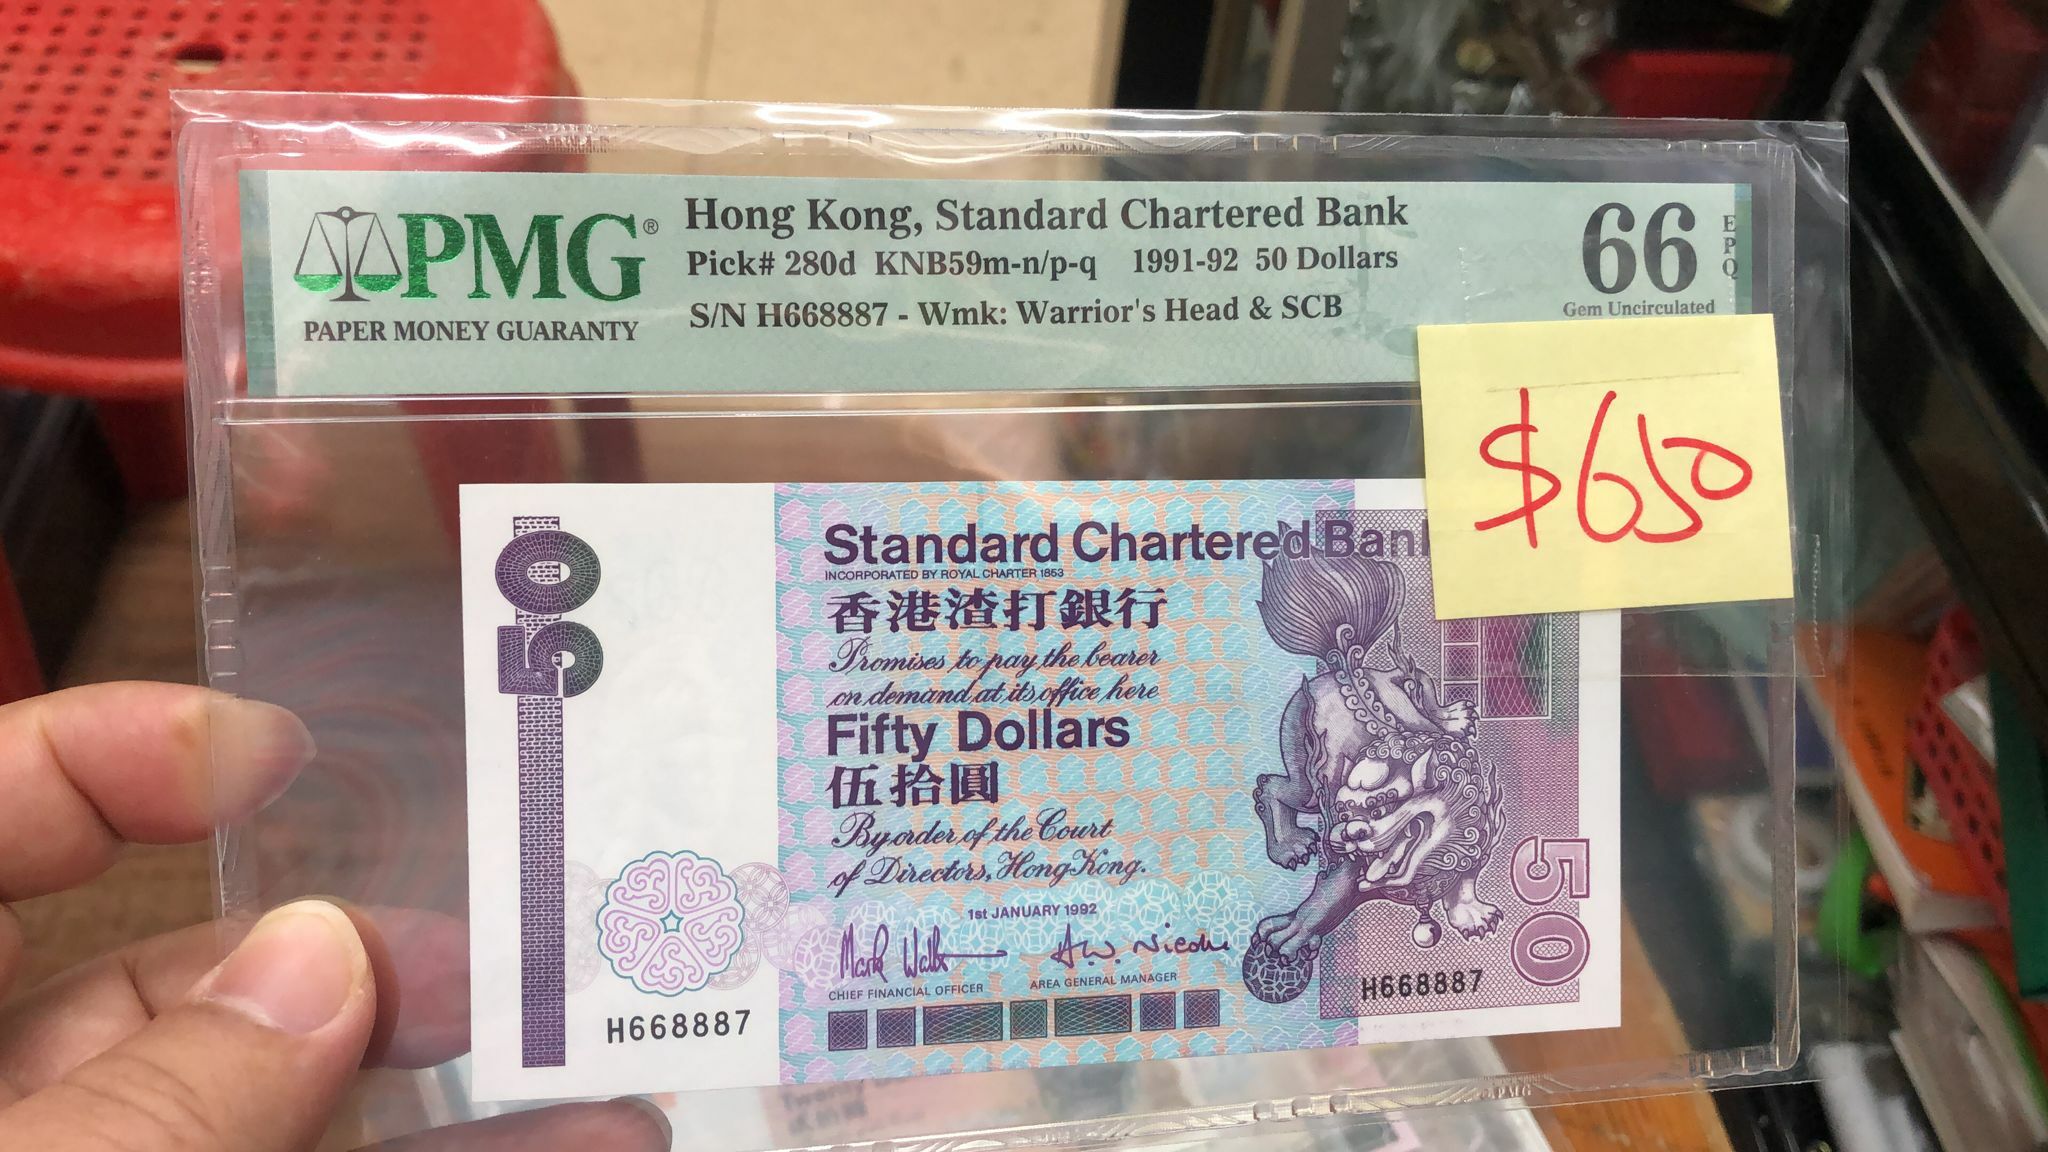 PMG®
PAPER MONEY GUARANTY
Hong Kong, Standard Chartered Bank
Pick# 280d KNB59m-n/p-q 1991-92 50 Dollars
S/N H668887 - Wmk: Warrior's Head & SCB
66 EPQ
Gem Uncirculated
$650
50
Standard Chartered Bank
INCORPORATED BY ROYAL CHARTER 1853
香港渣打銀行
Promises to pay the bearer
on demand at its office here
Fifty Dollars
伍拾圓
By order of the Court
of Directors, Hong Kong.
1st JANUARY 1992
CHIEF FINANCIAL OFFICER
AREA GENERAL MANAGER
H668887
H668887
50